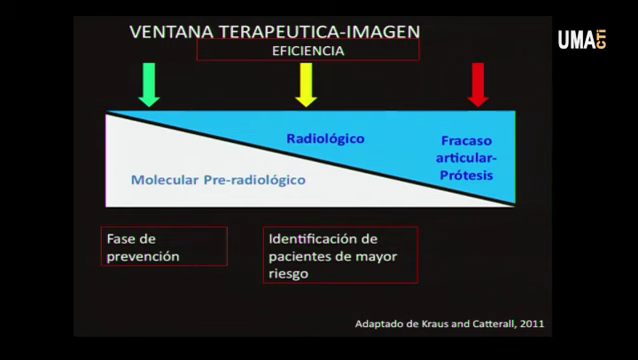 VENTANA TERAPEUTICA-IMAGEN
EFICIENCIA
UMA CTI
Radiológico
Fracaso
articular-
Prótesis
Molecular Pre-radiológico
Fase de
prevención
Identificación de
pacientes de mayor
riesgo
Adaptado de Kraus and Catterall, 2011